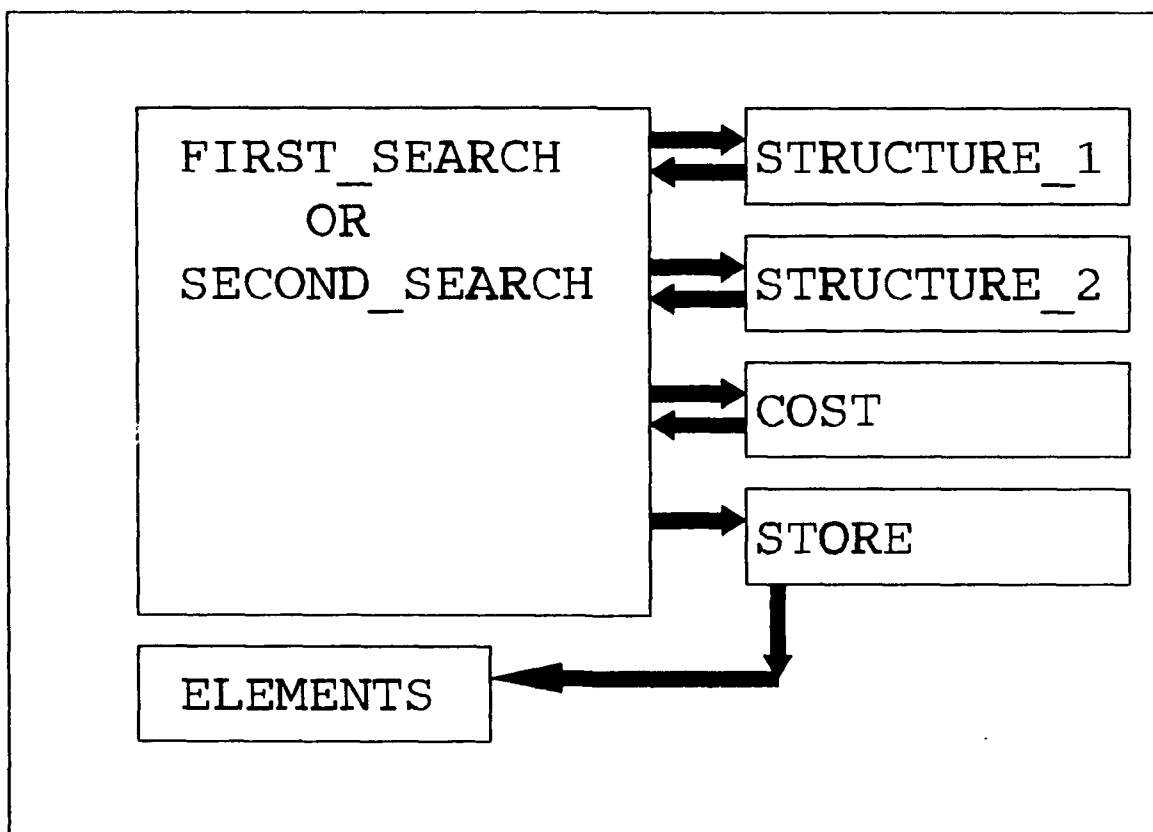 FIRST_SEARCH
OR
SECOND_SEARCH
STRUCTURE_1
STRUCTURE_2
COST
STORE
ELEMENTS